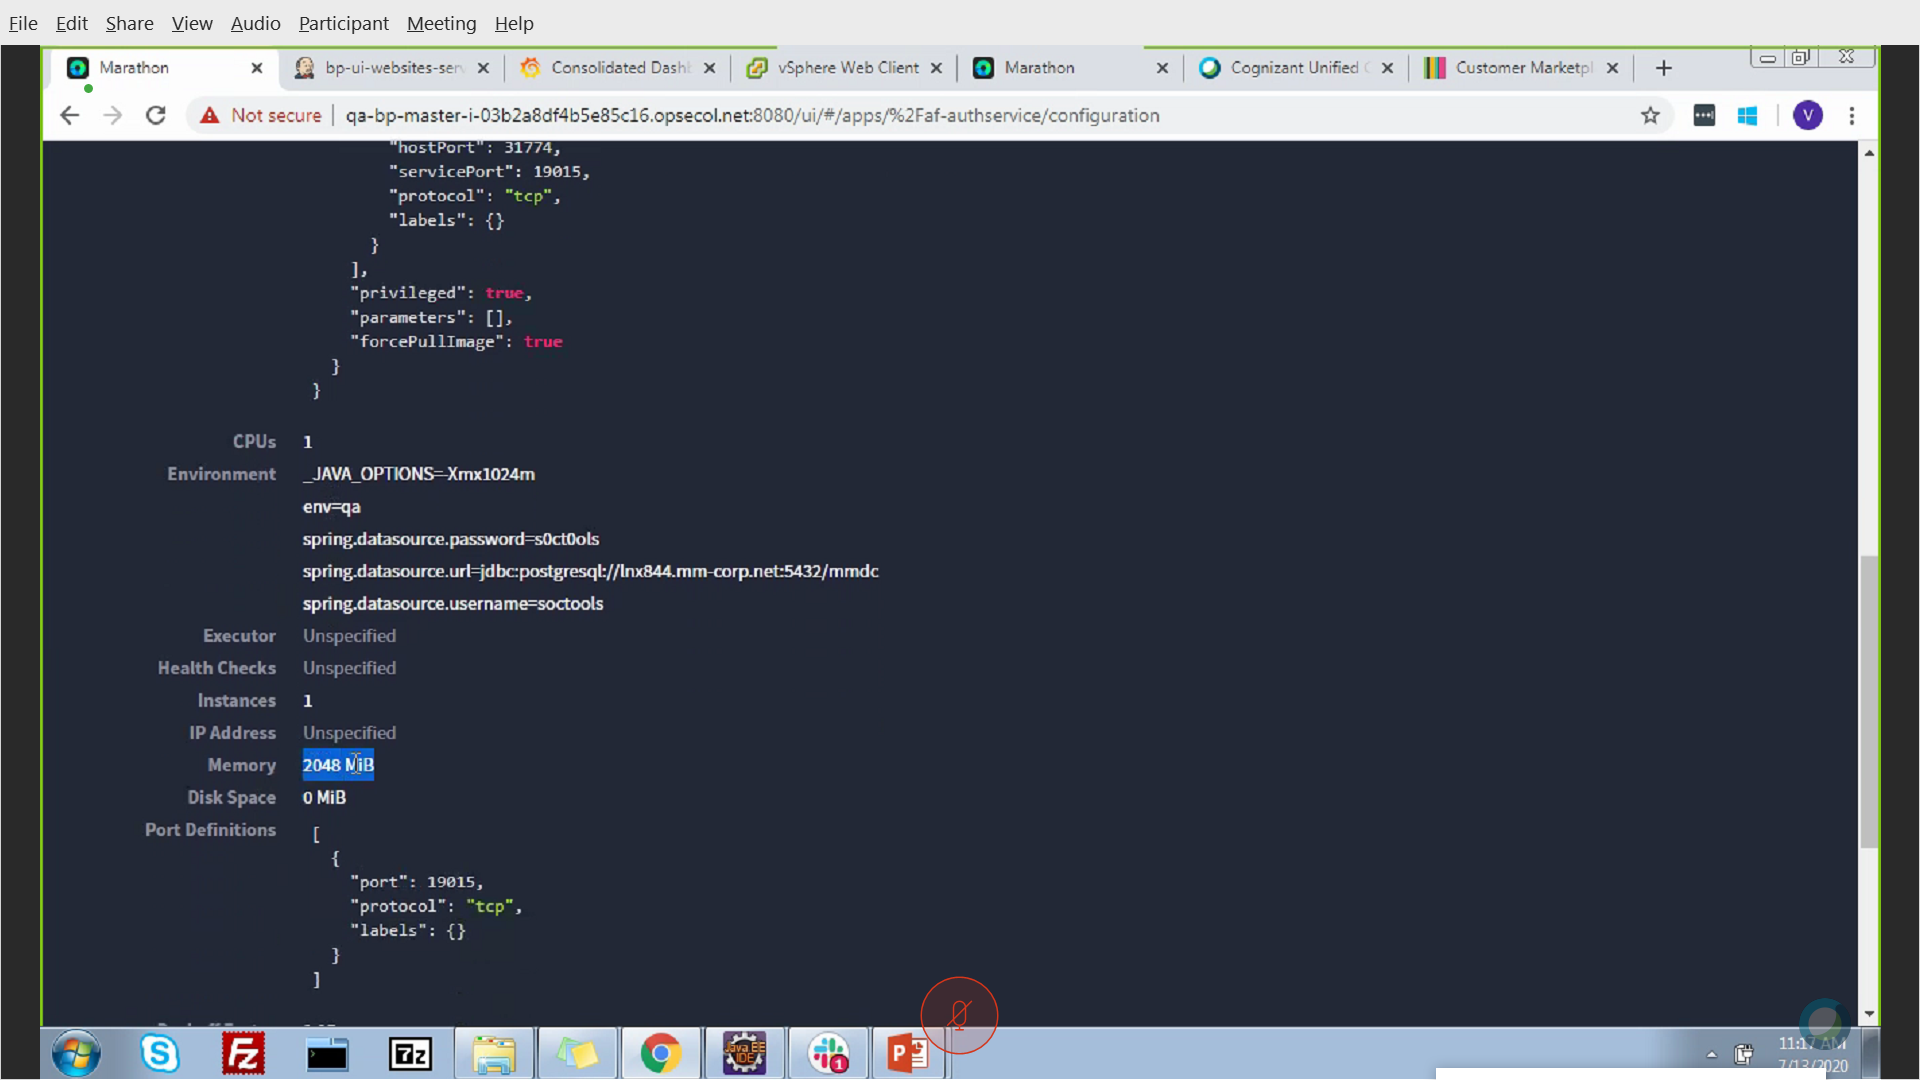 File Edit Share View Audio Participant Meeting Help
Marathon bp-ui-websites-ser Consolidated Dashb vSphere Web Client Marathon Cognizant Unified C Customer Marketpl
Not secure qa-bp-master-i-03b2a8df4b5e85c16.opsecol.net:8080/ui/#/apps/%2Faf-authservice/configuration V
"hostPort": 31774,
"servicePort": 19015,
"protocol": "tcp",
"labels": {}
}
],
"privileged": true,
"parameters": [],
"forcePullImage": true
}
}
CPUs 1
Environment _JAVA_OPTIONS=-Xmx1024m
env=qa
spring.datasource.password=s0ct0ols
spring.datasource.url=jdbc:postgresql://lnx844.mm-corp.net:5432/mmdc
spring.datasource.username=soctools
Executor Unspecified
Health Checks Unspecified
Instances 1
IP Address Unspecified
Memory 2048 MiB
Disk Space 0 MiB
Port Definitions [
{
"port": 19015,
"protocol": "tcp",
"labels": {}
}
]
11:17 AM
7/13/2020